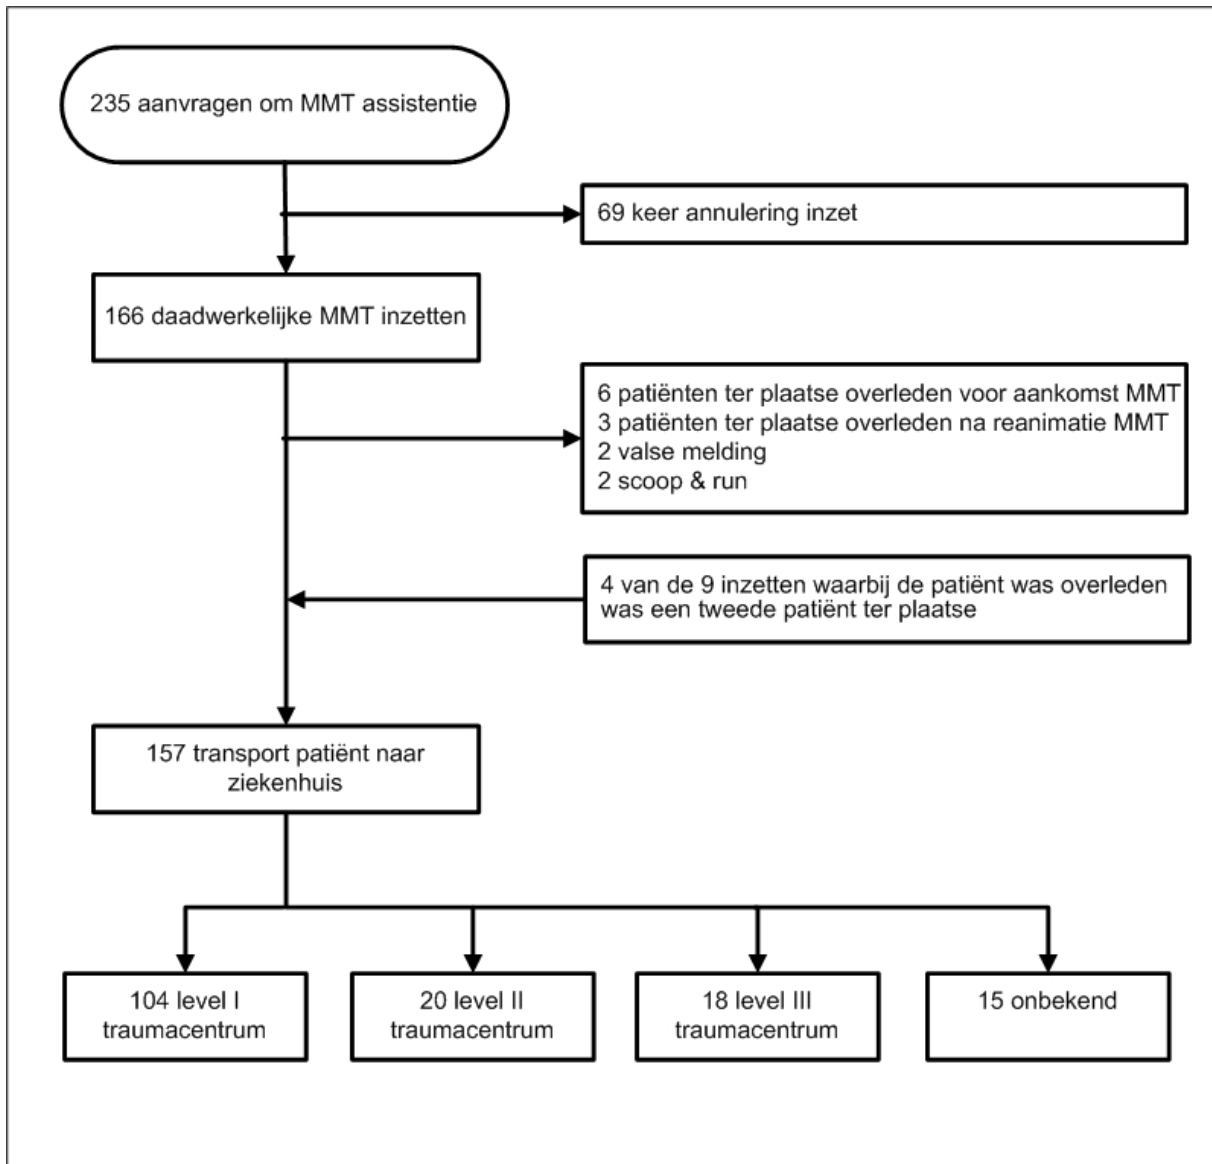 235 aanvragen om MMT assistentie
69 keer annulering inzet
166 daadwerkelijke MMT inzetten
6 patiënten ter plaatse overleden voor aankomst MMT
3 patiënten ter plaatse overleden na reanimatie MMT
2 valse melding
2 scoop & run
4 van de 9 inzetten waarbij de patiënt was overleden
was een tweede patiënt ter plaatse
157 transport patiënt naar
ziekenhuis
104 level I
traumacentrum
20 level II
traumacentrum
18 level III
traumacentrum
15 onbekend